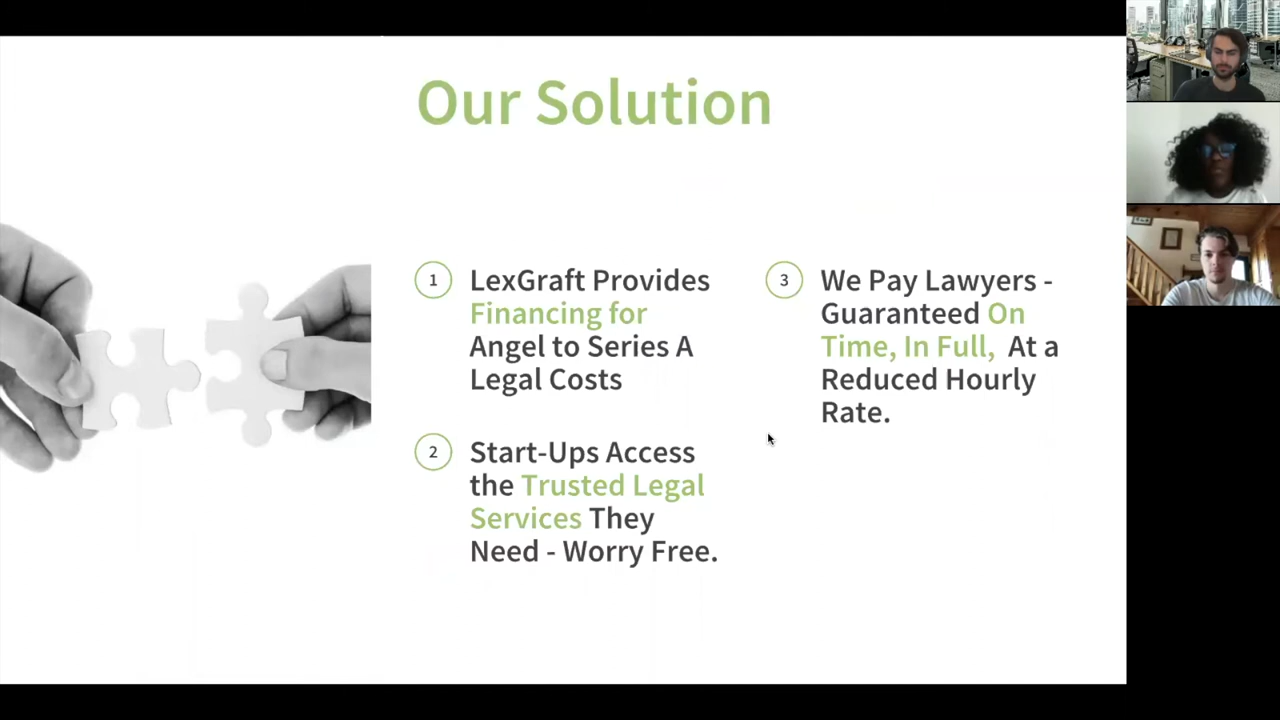 Our Solution
1
LexGraft Provides
Financing for
Angel to Series A
Legal Costs
2
Start-Ups Access
the Trusted Legal
Services They
Need - Worry Free.
3
We Pay Lawyers -
Guaranteed On
Time, In Full, At a
Reduced Hourly
Rate.